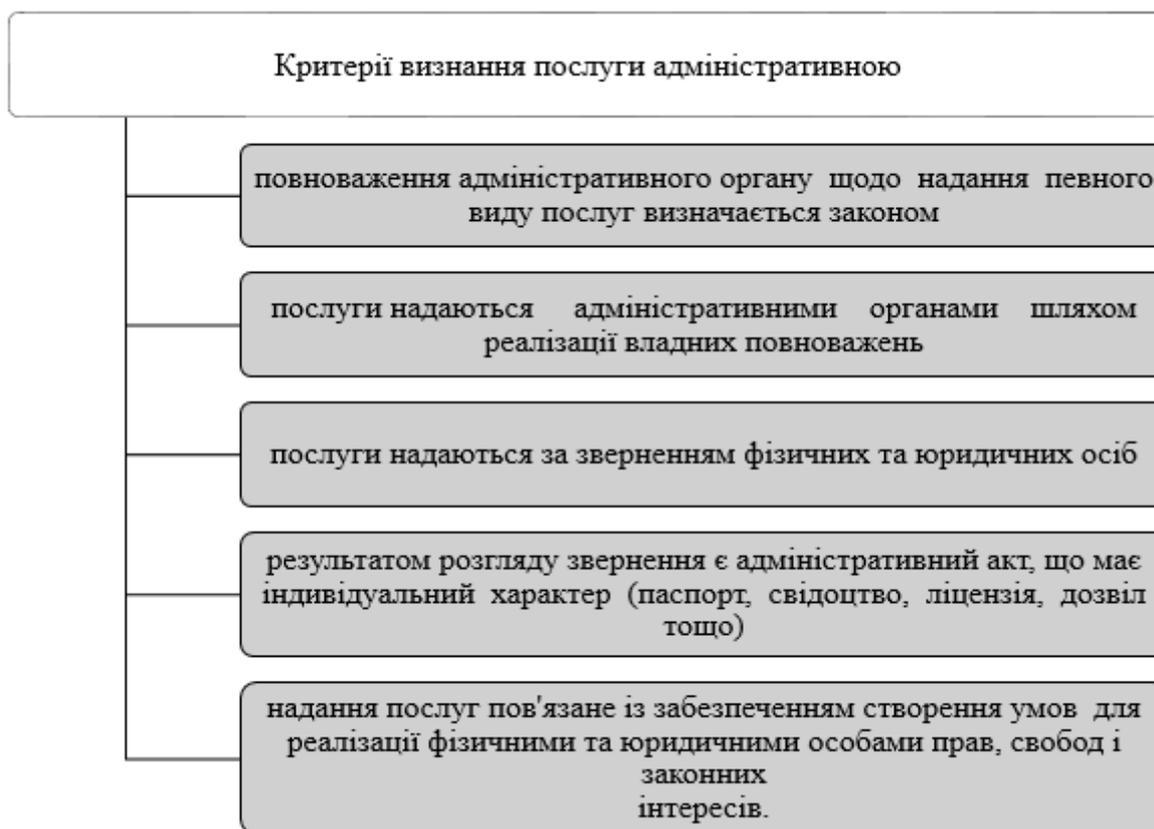 Критерії визнання послуги адміністративною
повноваження адміністративного органу щодо надання певного
виду послуг визначається законом
послуги надаються адміністративними органами шляхом
реалізації владних повноважень
послуги надаються за зверненням фізичних та юридичних осіб
результатом розгляду звернення є адміністративний акт, що має
індивідуальний характер (паспорт, свідоцтво, ліцензія, дозвіл
тощо)
надання послуг пов'язане із забезпеченням створення умов для
реалізації фізичними та юридичними особами прав, свобод і
законних
інтересів.